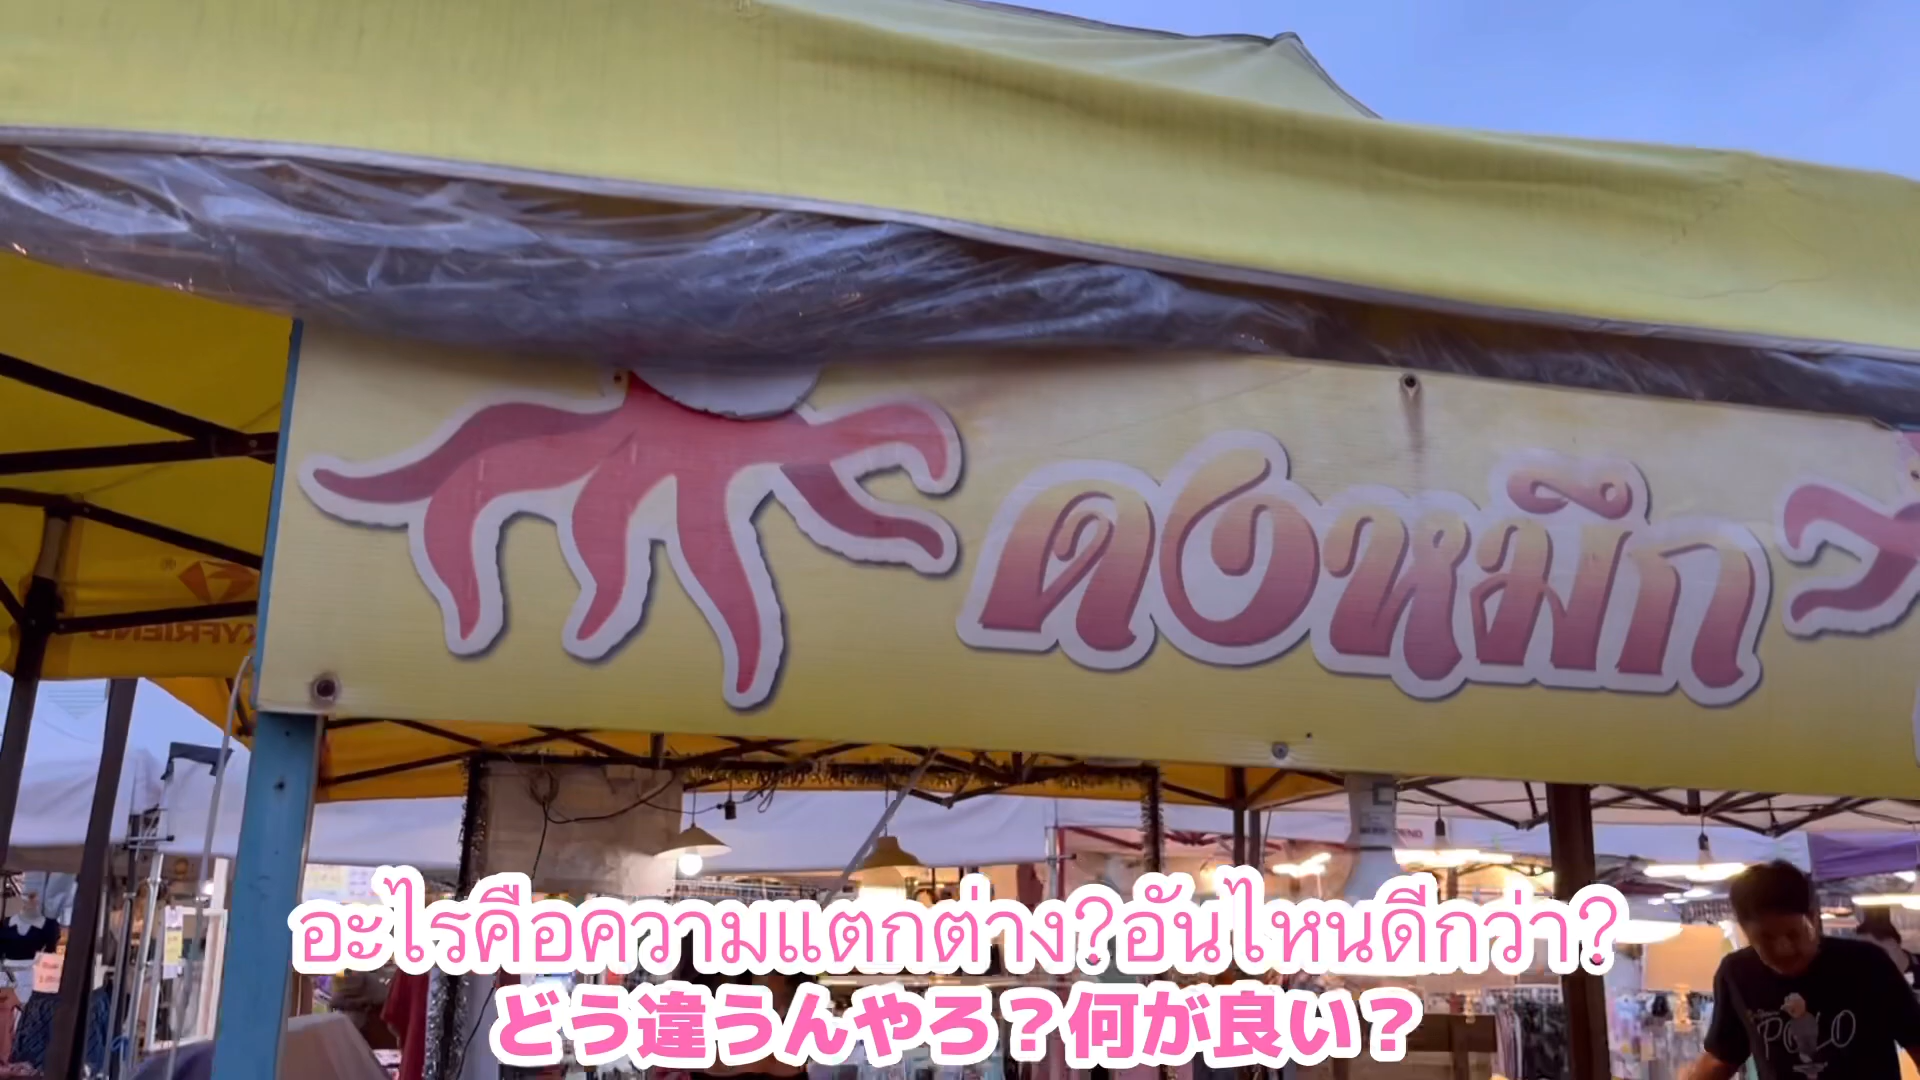 ดงหมึก
KYFRIEND
อะไรคือความแตกต่าง?อันไหนดีกว่า?
どう違うんやろ？何が良い？
POLO